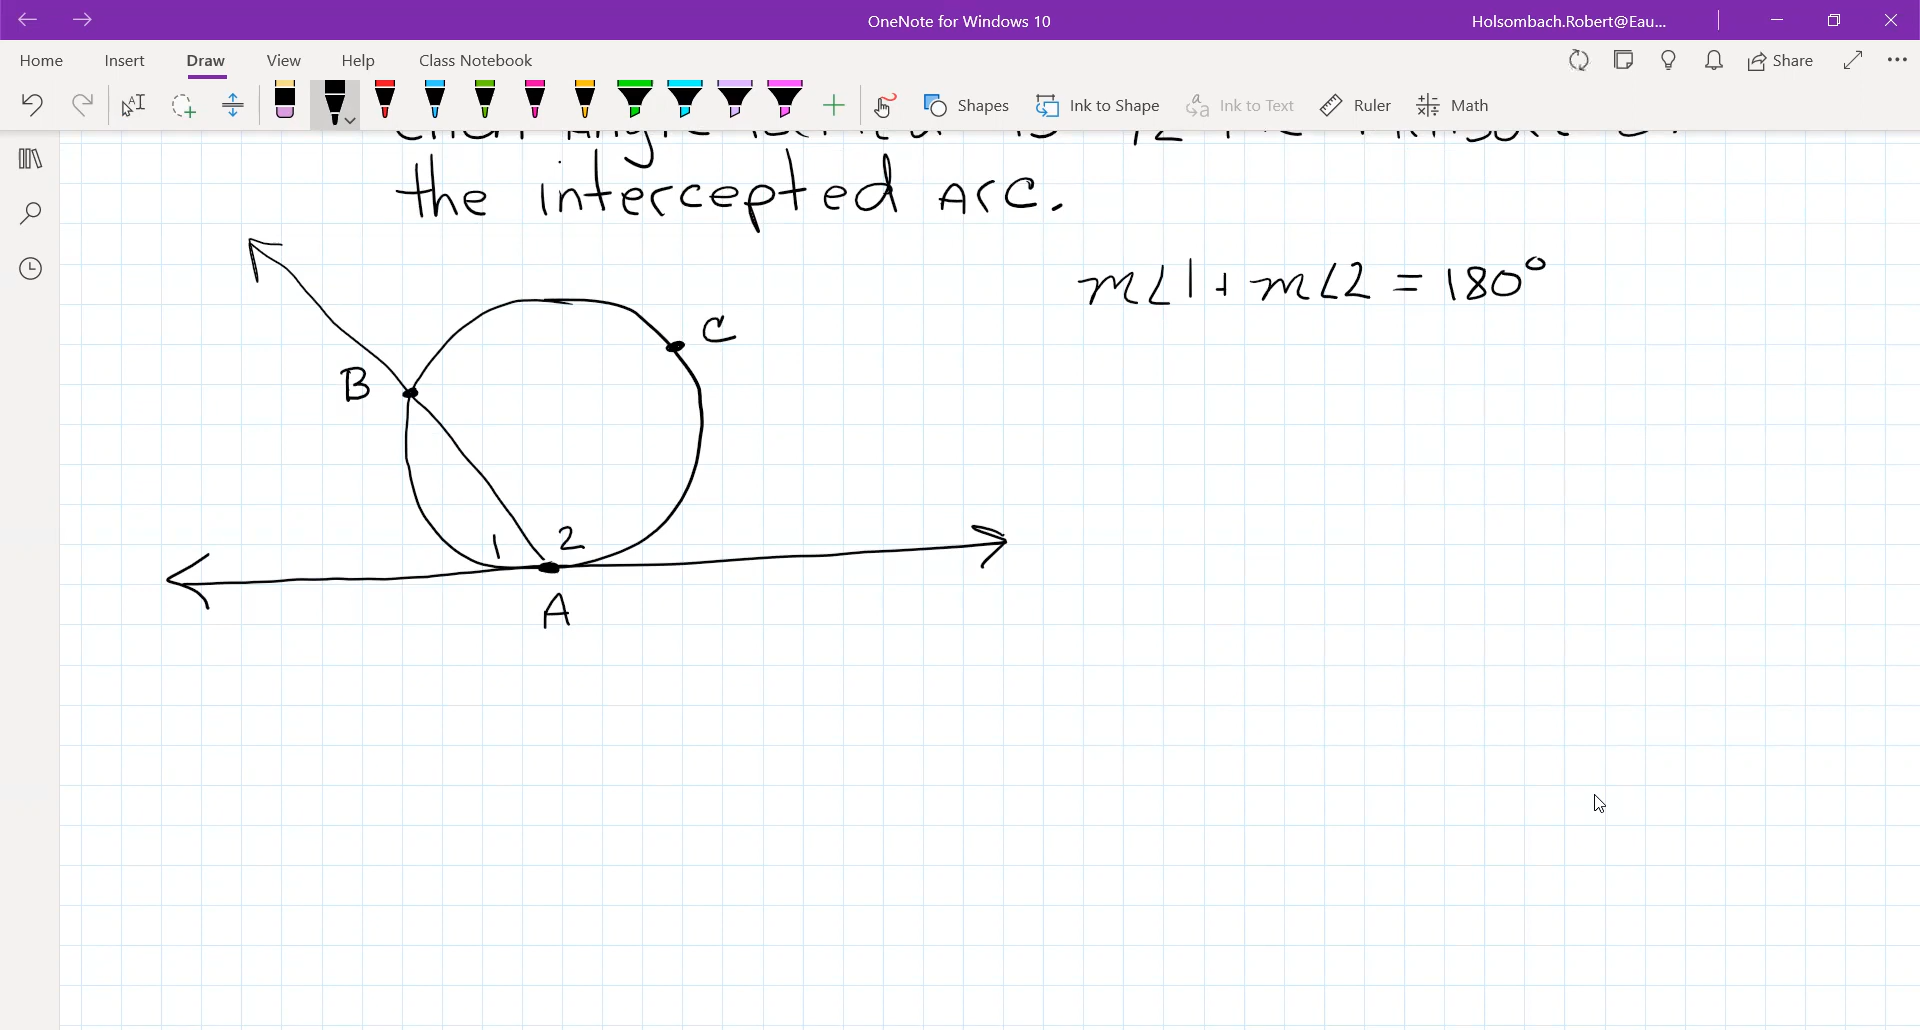 OneNote for Windows 10
Holsombach.Robert@Eau...
Home Insert Draw View Help Class Notebook
Share
Shapes Ink to Shape Ink to Text Ruler Math
the intercepted Arc.
m∠1 + m∠2 = 180°
C
B
1 2
A